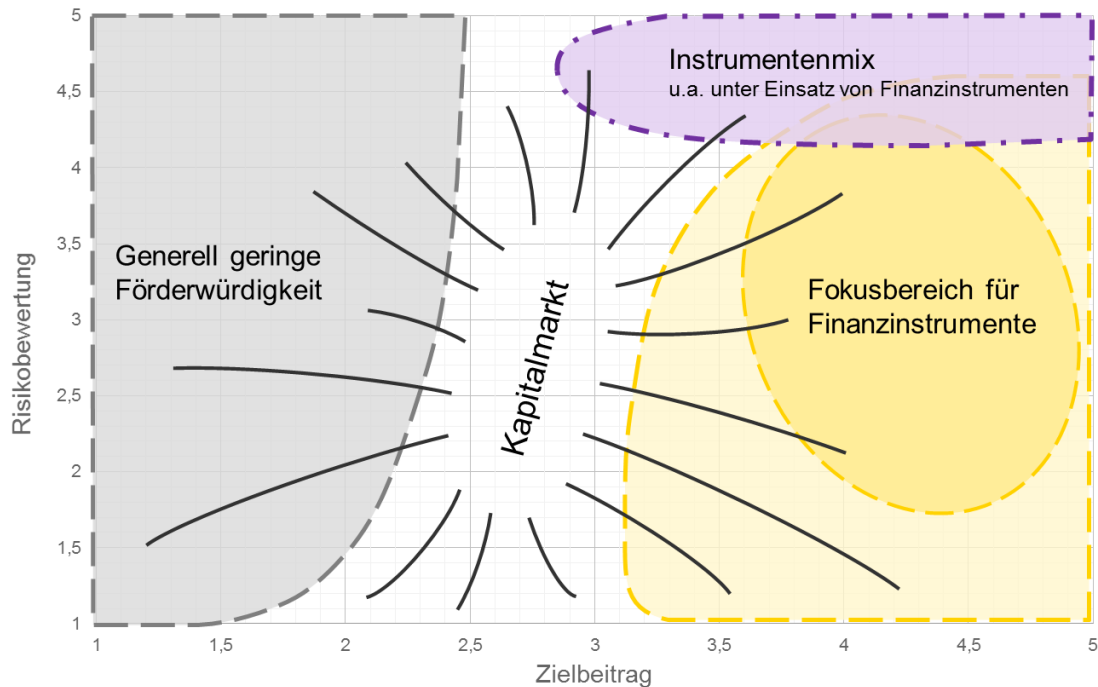 5
4,5
4
3,5
3
2,5
2
1,5
1
Risikobewertung
Instrumentenmix
u.a. unter Einsatz von Finanzinstrumenten
Generell geringe
Förderwürdigkeit
Kapitalmarkt
Fokusbereich für
Finanzinstrumente
1 1,5 2 2,5 3 3,5 4 4,5 5
Zielbeitrag